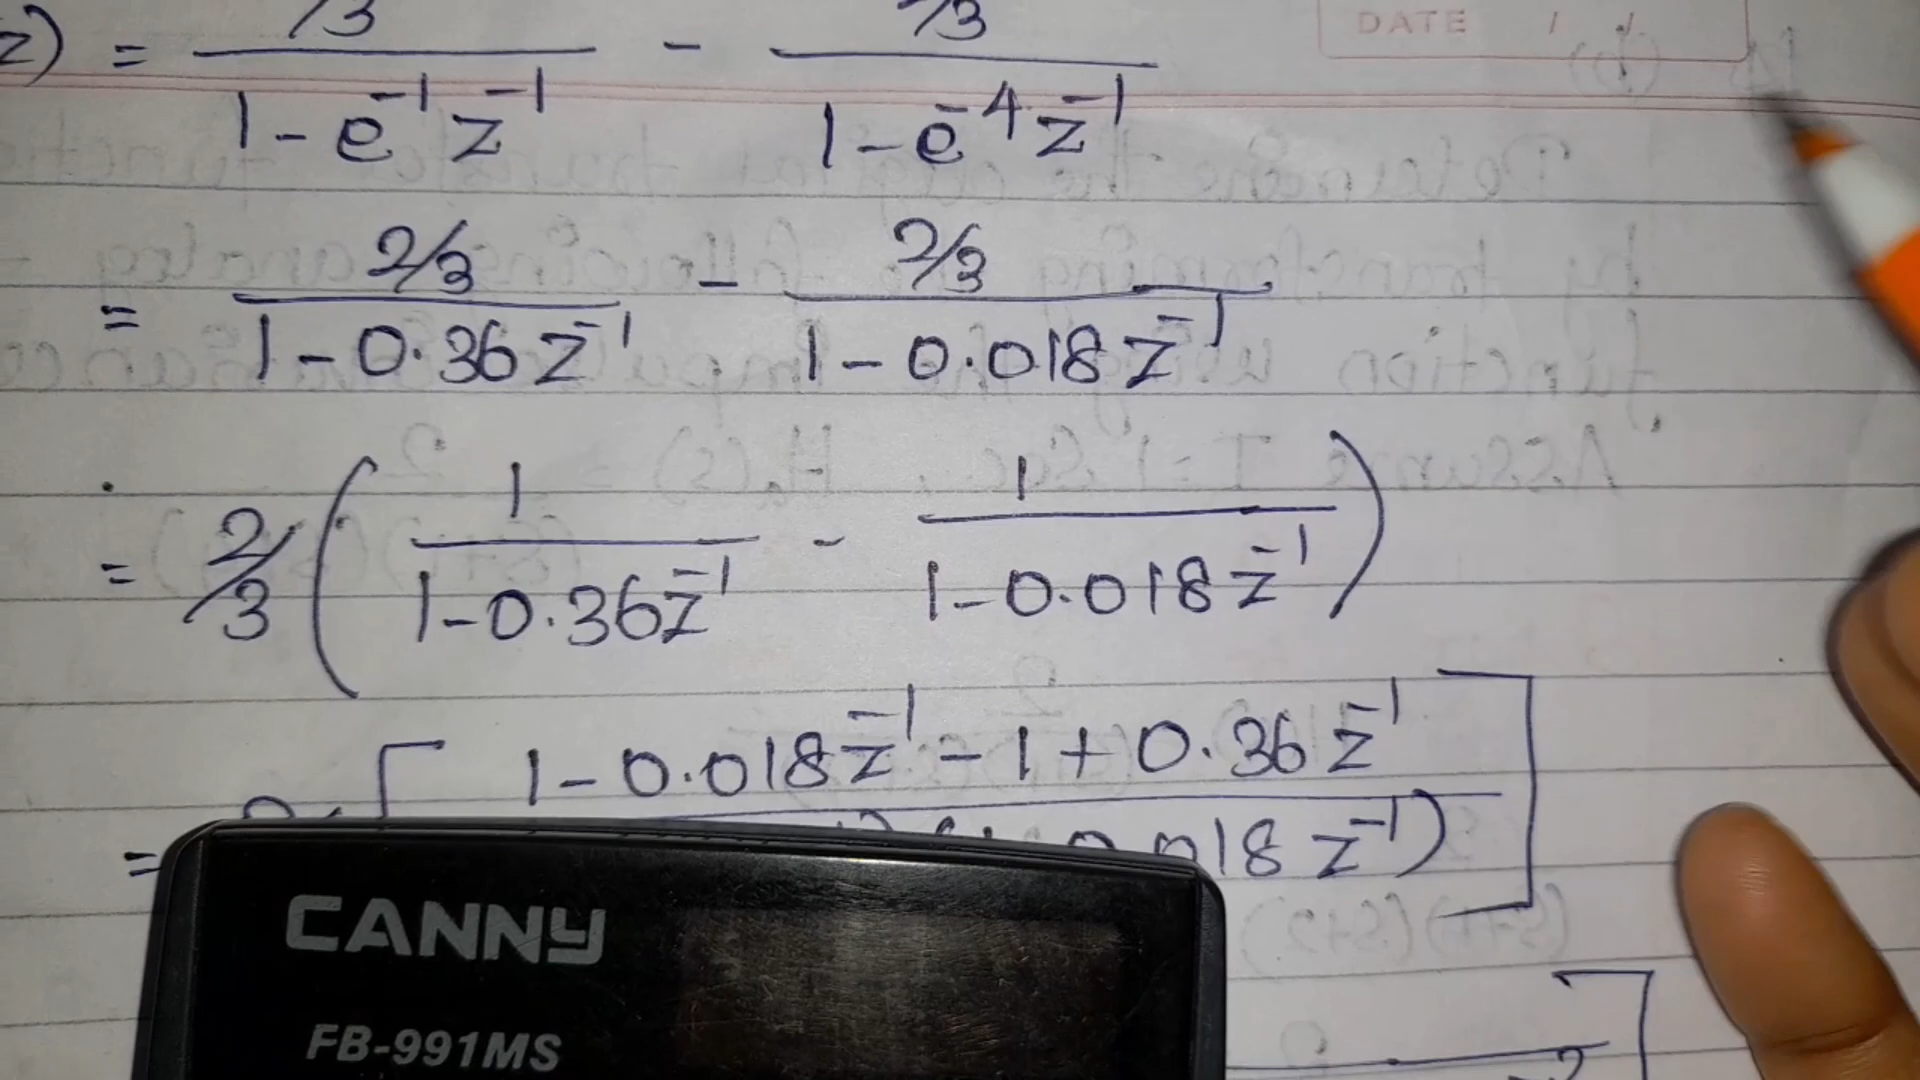 DATE / /
z) = 2/3 / (1 - e^-1 z^-1) - 2/3 / (1 - e^-4 z^-1)
= 2/3 / (1 - 0.36 z^-1) - 2/3 / (1 - 0.018 z^-1)
= 2/3 ( 1 / (1 - 0.36 z^-1) - 1 / (1 - 0.018 z^-1) )
= [ 1 - 0.018 z^-1 - 1 + 0.36 z^-1
0.018 z^-1) ]
CANNY
FB-991MS